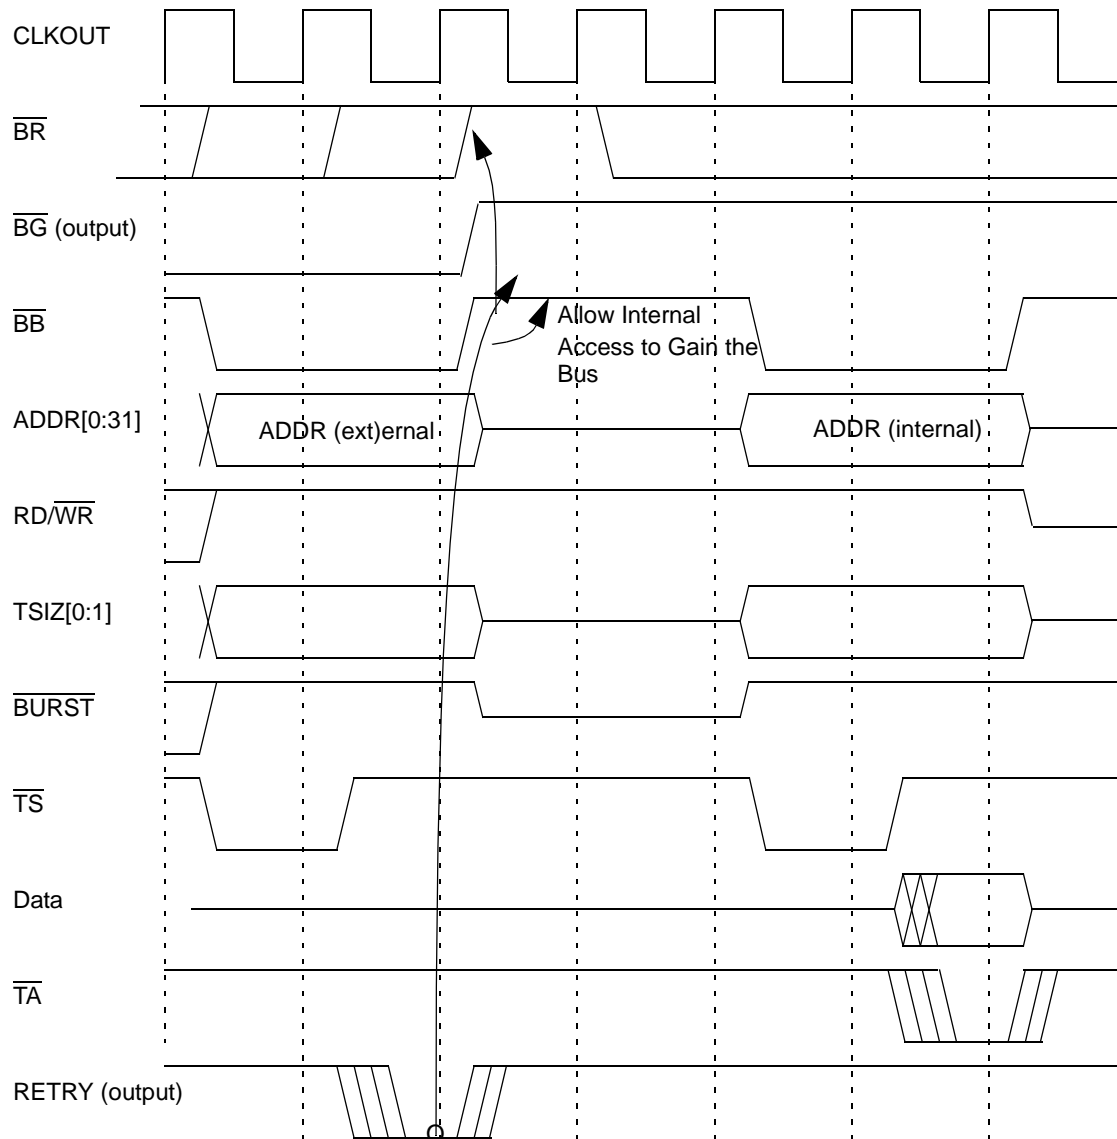 CLKOUT
BR
BG (output)
BB
Allow Internal
Access to Gain the
Bus
ADDR[0:31]
ADDR (ext)ernal
ADDR (internal)
RD/WR
TSIZ[0:1]
BURST
TS
Data
TA
RETRY (output)